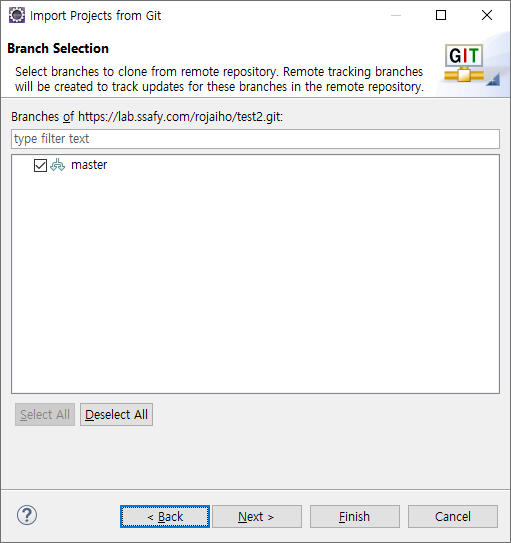 Import Projects from Git
Branch Selection
Select branches to clone from remote repository. Remote tracking branches
will be created to track updates for these branches in the remote repository.
GIT
Branches of https://lab.ssafy.com/rojaiho/test2.git:
type filter text
master
Select All
Deselect All
?
< Back
Next >
Finish
Cancel